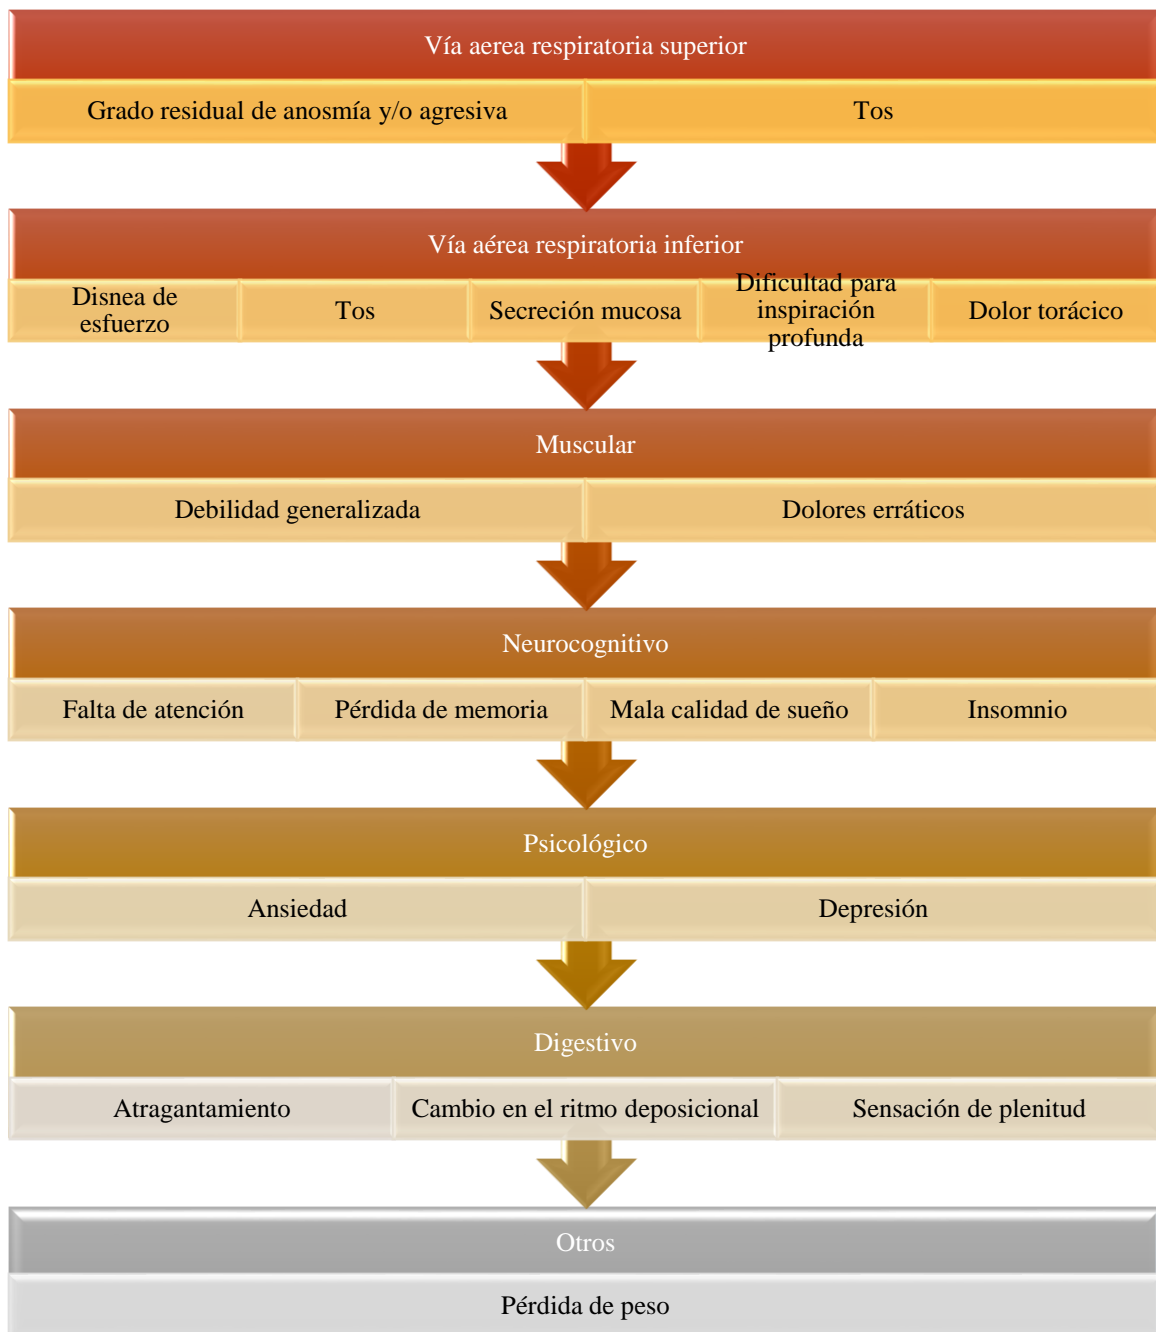 Vía aerea respiratoria superior
Grado residual de anosmía y/o agresiva
Tos
Vía aérea respiratoria inferior
Disnea de
esfuerzo
Tos
Secreción mucosa
Dificultad para
inspiración
profunda
Dolor torácico
Muscular
Debilidad generalizada
Dolores erráticos
Neurocognitivo
Falta de atención
Pérdida de memoria
Mala calidad de sueño
Insomnio
Psicológico
Ansiedad
Depresión
Digestivo
Atragantamiento
Cambio en el ritmo deposicional
Sensación de plenitud
Otros
Pérdida de peso